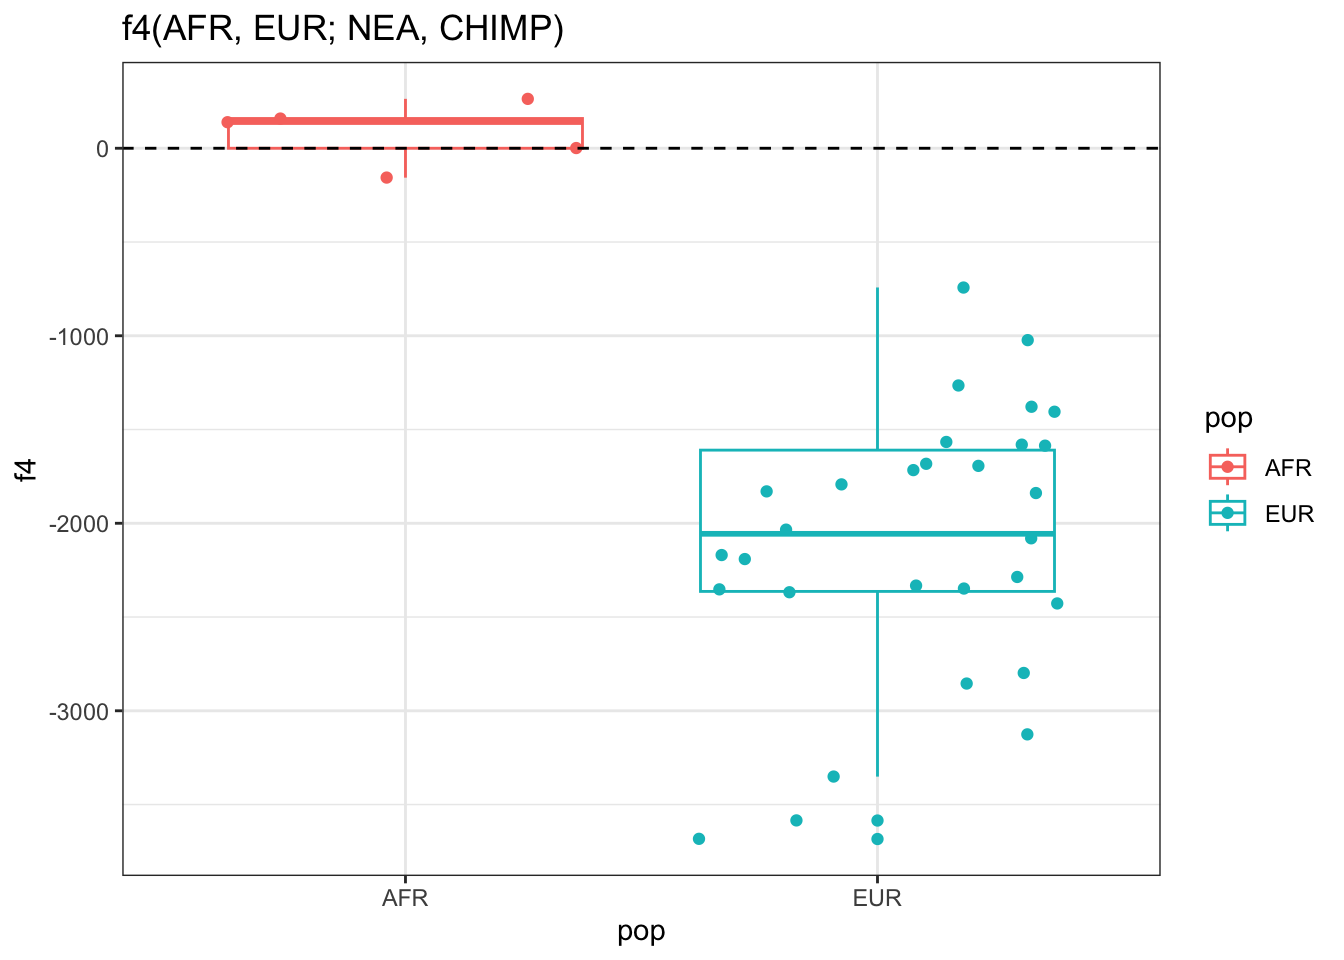 f4(AFR, EUR; NEA, CHIMP)
0
-1000
-2000
-3000
f4
AFR
EUR
pop
pop
AFR
EUR